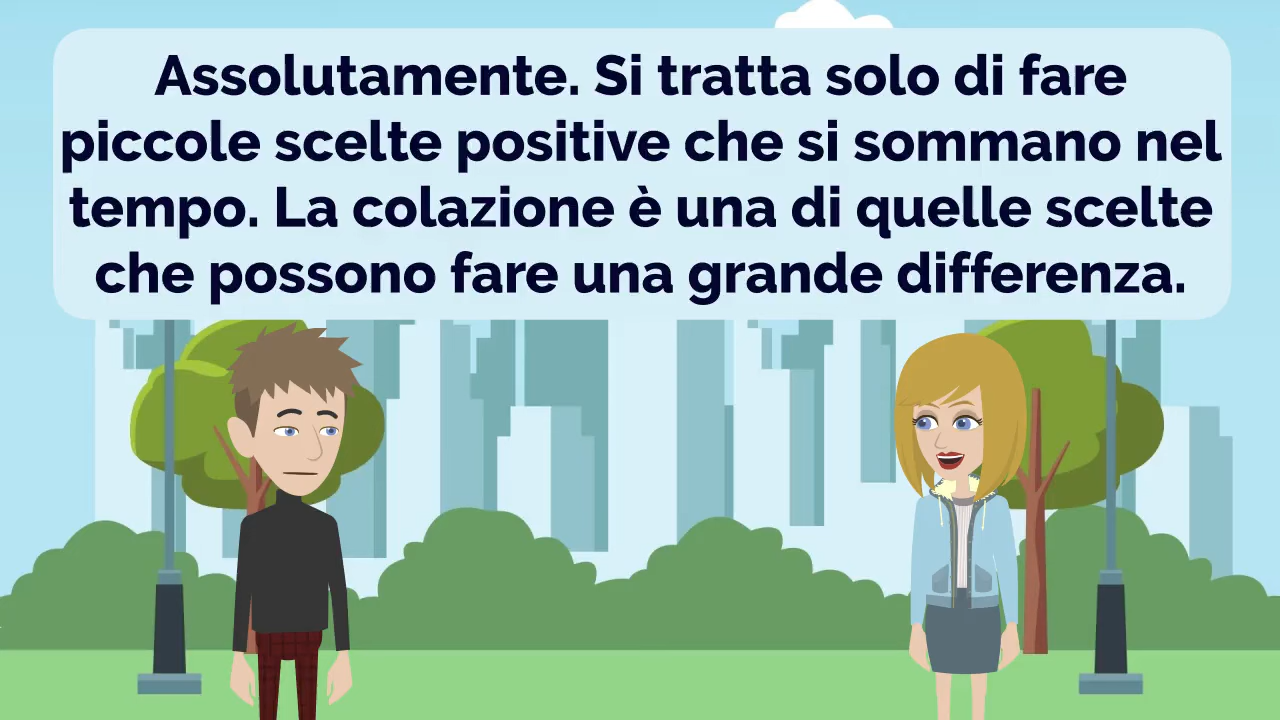 Assolutamente. Si tratta solo di fare
piccole scelte positive che si sommano nel
tempo. La colazione è una di quelle scelte
che possono fare una grande differenza.